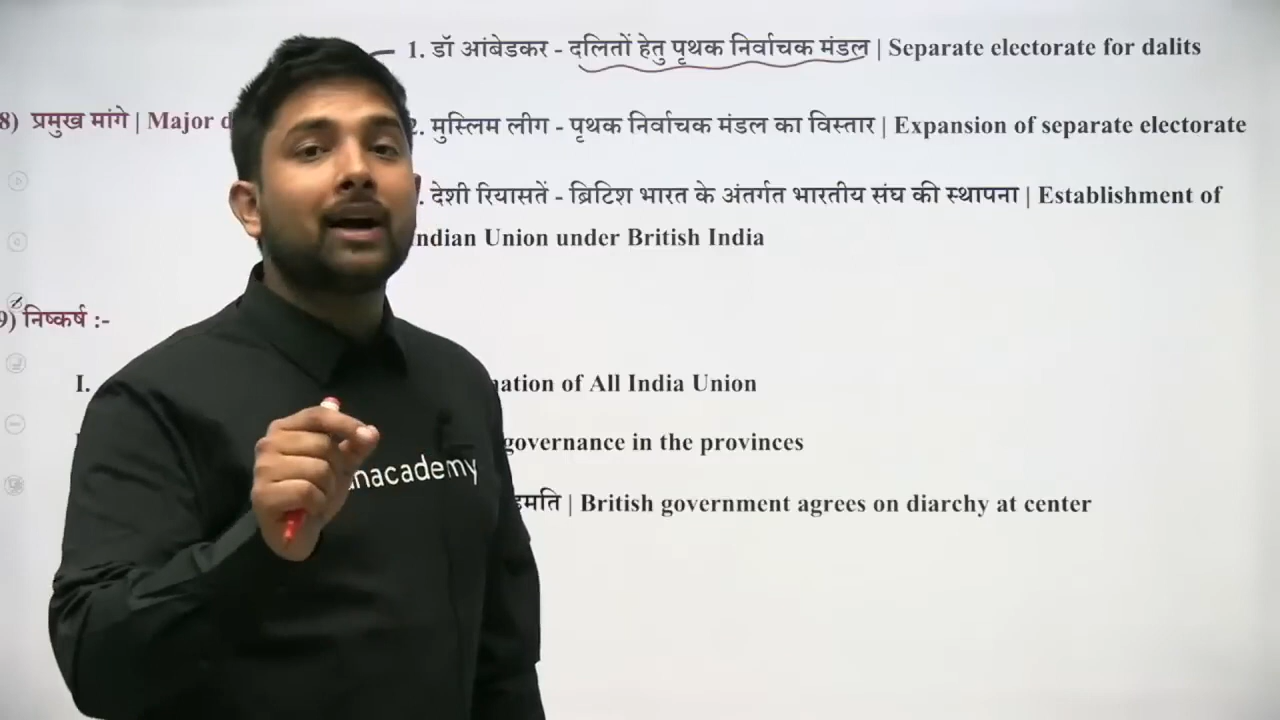 1. डॉ आंबेडकर - दलितों हेतु पृथक निर्वाचक मंडल | Separate electorate for dalits
8) प्रमुख मांगे | Major
2. मुस्लिम लीग - पृथक निर्वाचक मंडल का विस्तार | Expansion of separate electorate
देशी रियासतें - ब्रिटिश भारत के अंतर्गत भारतीय संघ की स्थापना | Establishment of
Indian Union under British India
9) निष्कर्ष :-
I. of All India Union
governance in the provinces
| British government agrees on diarchy at center
unacademy